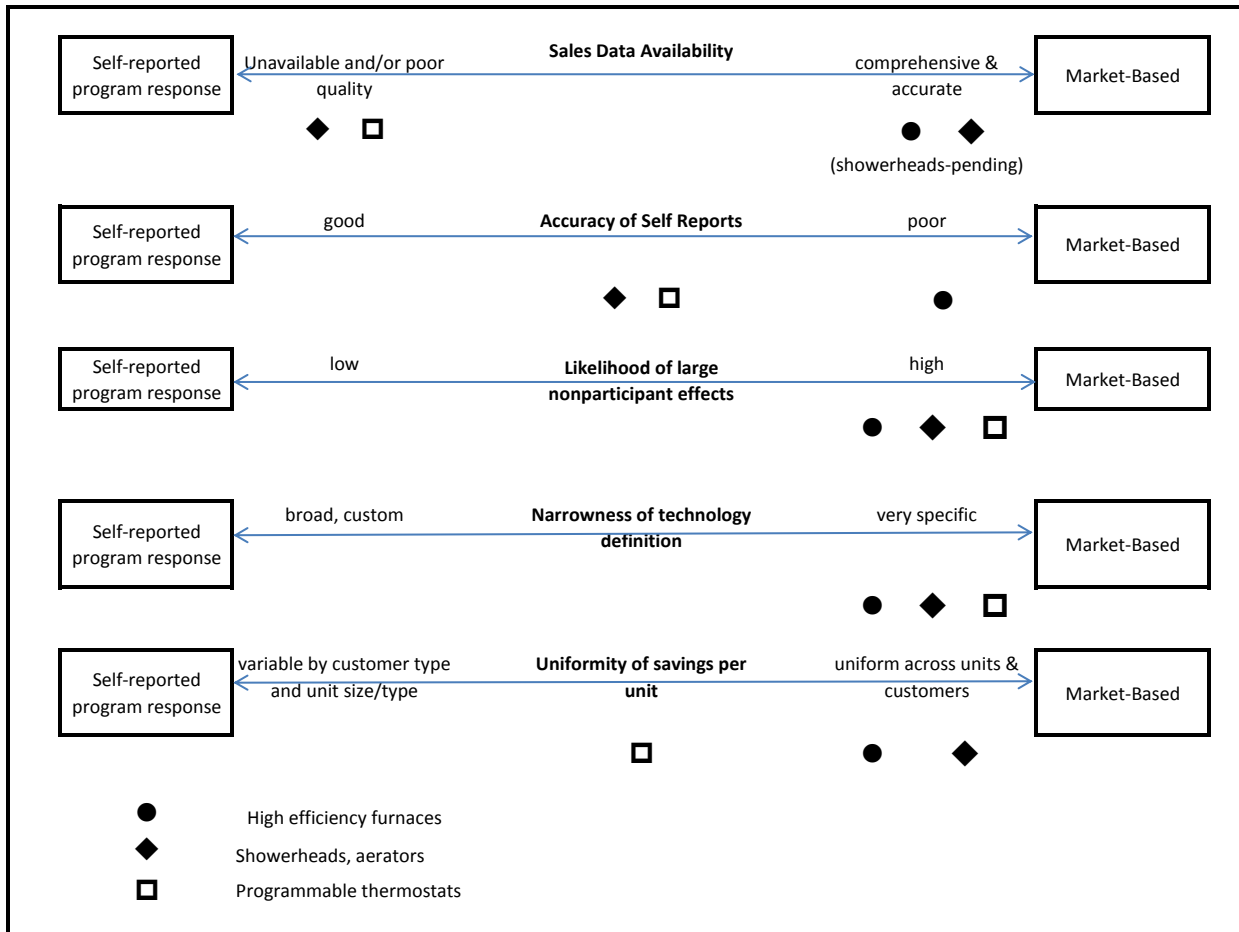 Sales Data Availability
Self-reported
program response
Unavailable and/or poor
quality
comprehensive &
accurate
Market-Based
(showerheads-pending)
Self-reported
program response
good
Accuracy of Self Reports
poor
Market-Based
Self-reported
program response
low
Likelihood of large
nonparticipant effects
high
Market-Based
Self-reported
program response
broad, custom
Narrowness of technology
definition
very specific
Market-Based
Self-reported
program response
variable by customer type
and unit size/type
Uniformity of savings per
unit
uniform across units &
customers
Market-Based
High efficiency furnaces
Showerheads, aerators
Programmable thermostats